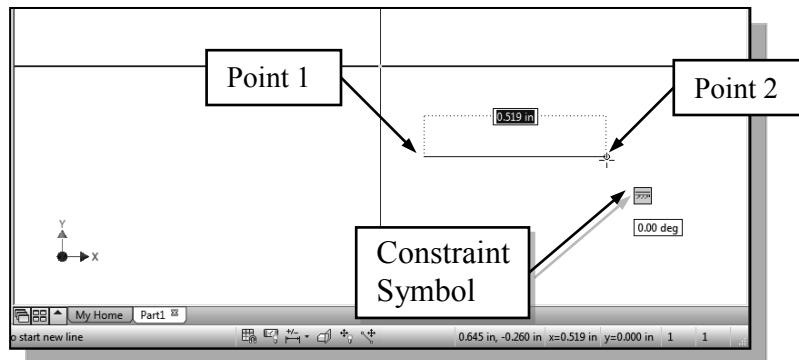 Point 1
Point 2
0.519 in
Y
X
0.00 deg
Constraint
Symbol
My Home Part1
o start new line
0.645 in, -0.260 in x=0.519 in y=0.000 in 1 1